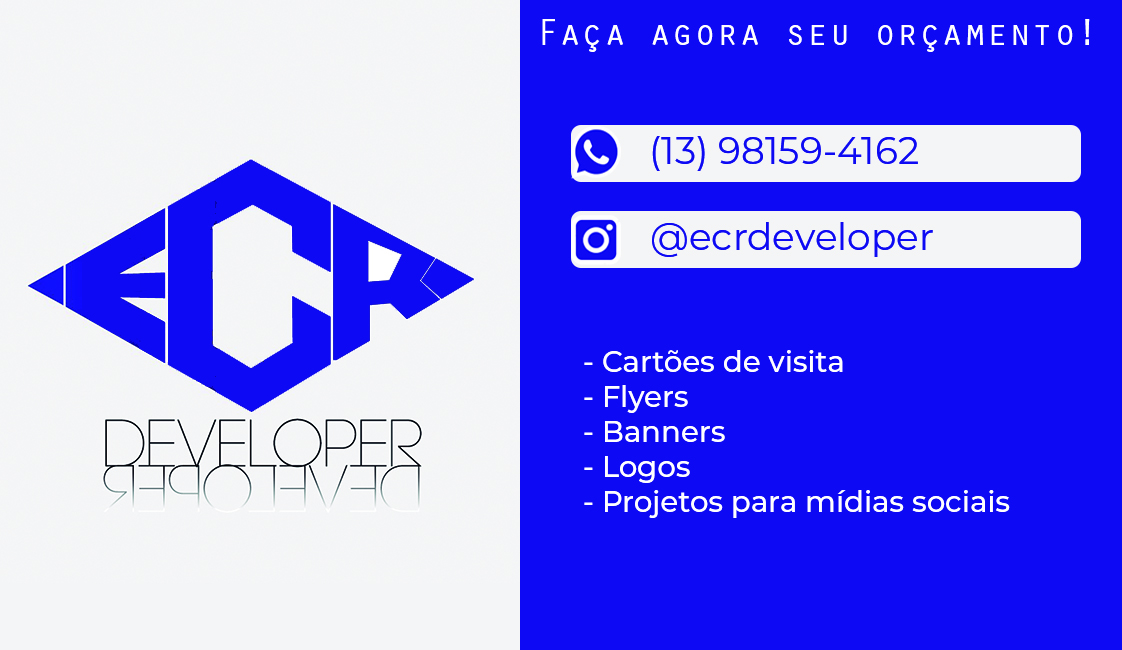 ECR
DEVELOPER
Faça agora seu orçamento!
(13) 98159-4162
@ecrdeveloper
- Cartões de visita
- Flyers
- Banners
- Logos
- Projetos para mídias sociais